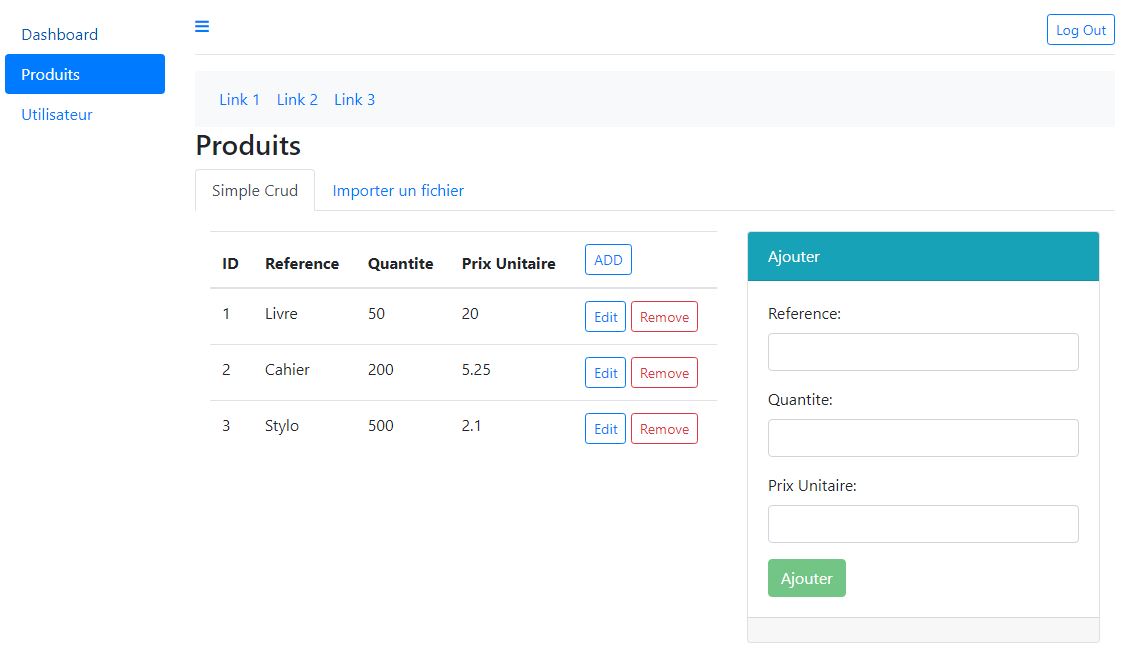 Dashboard
Produits
Utilisateur
Log Out
Link 1 Link 2 Link 3
Produits
Simple Crud Importer un fichier
ID Reference Quantite Prix Unitaire ADD
1 Livre 50 20 Edit Remove
2 Cahier 200 5.25 Edit Remove
3 Stylo 500 2.1 Edit Remove
Ajouter
Reference:
Quantite:
Prix Unitaire:
Ajouter